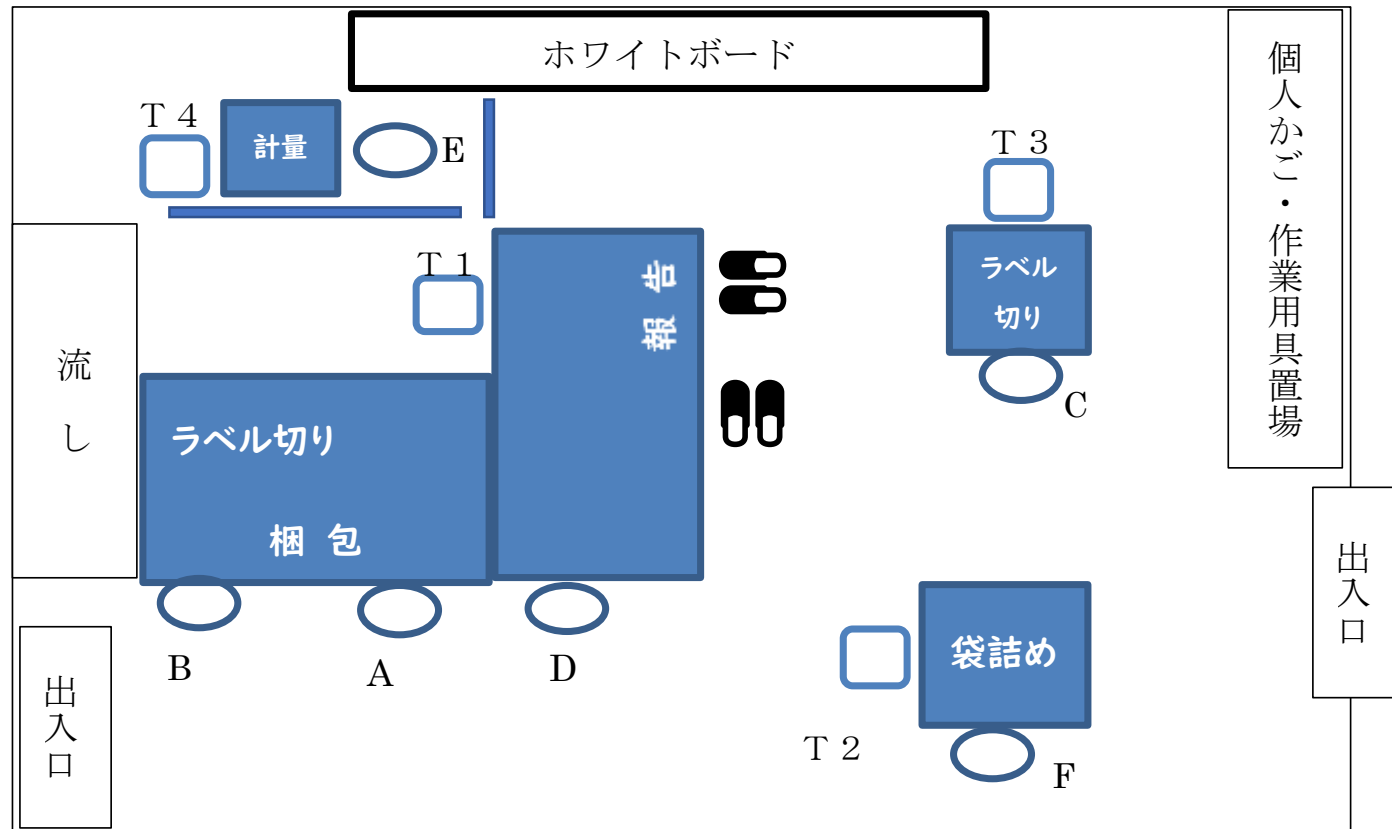 ホワイトボード
個人かご・作業用具置場
Ｔ４
計量
E
Ｔ３
Ｔ１
報告
ラベル
切り
C
流し
ラベル切り
梱 包
B
A
D
出入口
袋詰め
Ｔ２
F
出入口